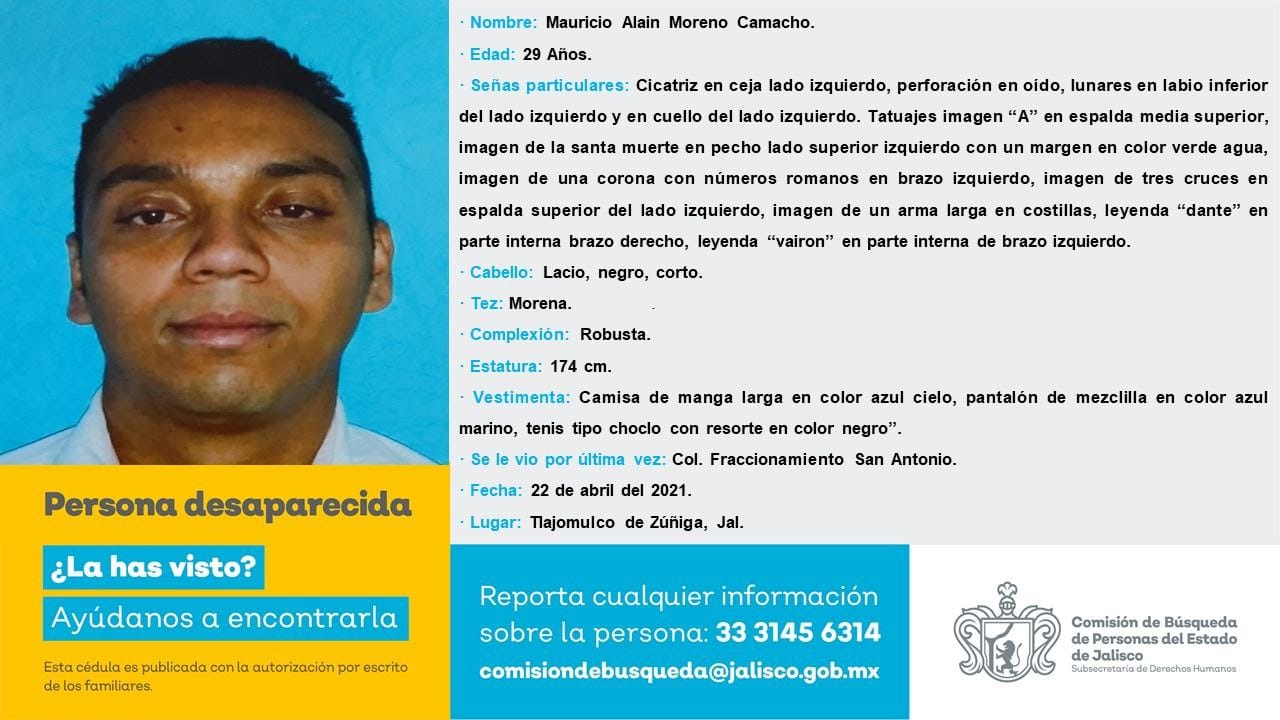 · Nombre: Mauricio Alain Moreno Camacho.
· Edad: 29 Años.
· Señas particulares: Cicatriz en ceja lado izquierdo, perforación en oído, lunares en labio inferior
del lado izquierdo y en cuello del lado izquierdo. Tatuajes imagen “A” en espalda media superior,
imagen de la santa muerte en pecho lado superior izquierdo con un margen en color verde agua,
imagen de una corona con números romanos en brazo izquierdo, imagen de tres cruces en
espalda superior del lado izquierdo, imagen de un arma larga en costillas, leyenda “dante” en
parte interna brazo derecho, leyenda “vairon” en parte interna de brazo izquierdo.
· Cabello: Lacio, negro, corto.
· Tez: Morena. .
· Complexión: Robusta.
· Estatura: 174 cm.
· Vestimenta: Camisa de manga larga en color azul cielo, pantalón de mezclilla en color azul
marino, tenis tipo choclo con resorte en color negro”.
· Se le vio por última vez: Col. Fraccionamiento San Antonio.
· Fecha: 22 de abril del 2021.
· Lugar: Tlajomulco de Zúñiga, Jal.
Persona desaparecida
¿La has visto?
Ayúdanos a encontrarla
Esta cédula es publicada con la autorización por escrito
de los familiares.
Reporta cualquier información
sobre la persona: 33 3145 6314
comisiondebusqueda@jalisco.gob.mx
Comisión de Búsqueda
de Personas del Estado
de Jalisco
Subsecretaría de Derechos Humanos